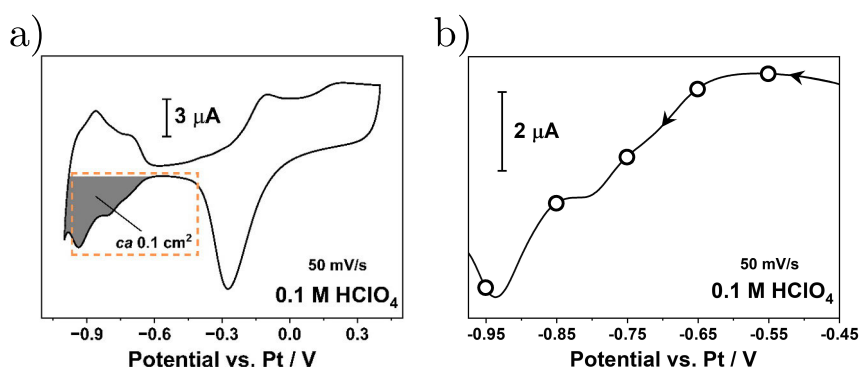 a)
b)
3 μA
ca 0.1 cm²
50 mV/s
0.1 M HClO₄
−0.9 −0.6 −0.3 0.0 0.3
Potential vs. Pt / V
2 μA
50 mV/s
0.1 M HClO₄
-0.95 -0.85 -0.75 -0.65 -0.55 -0.45
Potential vs. Pt / V